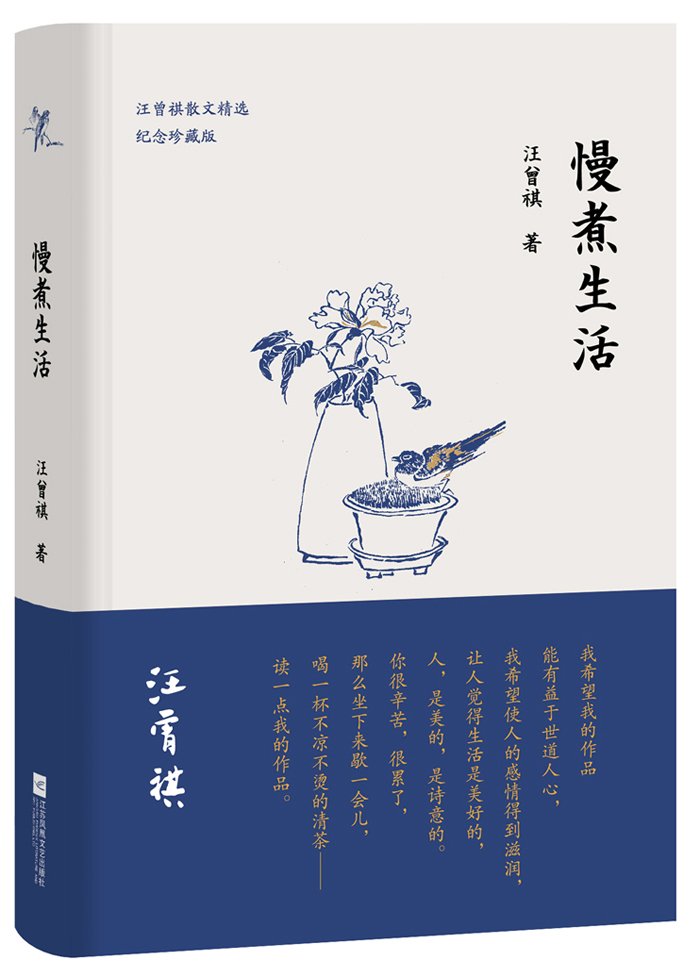 汪曾祺散文精选
纪念珍藏版
慢煮生活
汪曾祺 著
我希望我的作品
能有益于世道人心，
我希望使人的感情得到滋润，
让人觉得生活是美好的，
人，是美的，是诗意的。
你很辛苦，很累了，
那么坐下来歇一会儿，
喝一杯不凉不烫的清茶——
读一点我的作品。
汪曾祺
慢煮生活
汪曾祺 著
江苏凤凰文艺出版社